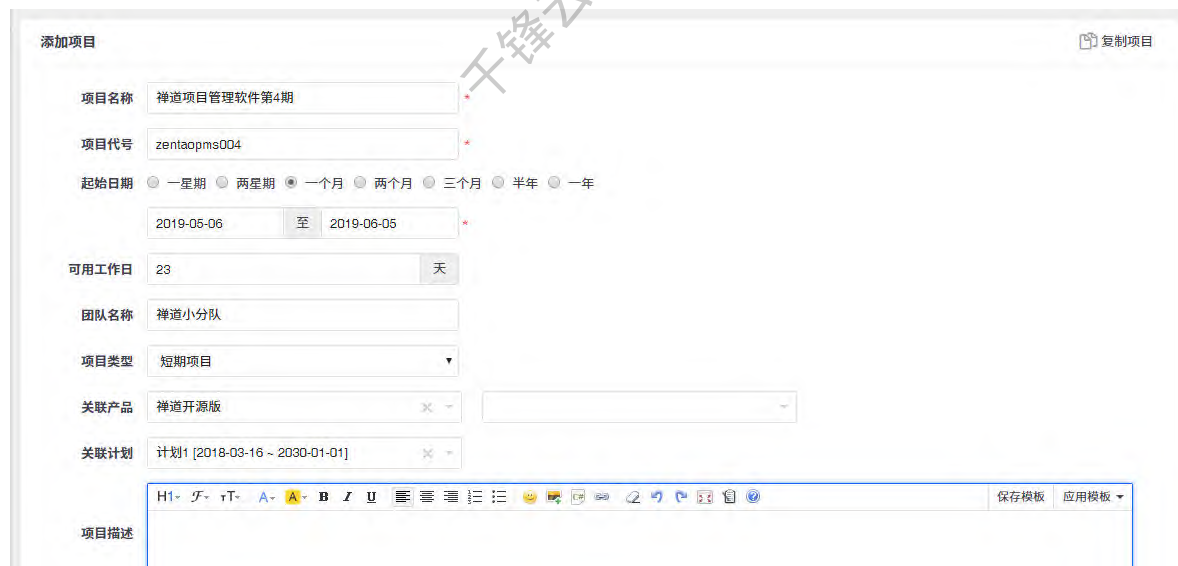 千锋云
添加项目
复制项目
项目名称 禅道项目管理软件第4期 *
项目代号 zentaopms004 *
起始日期 一星期 两星期 一个月 两个月 三个月 半年 一年
2019-05-06 至 2019-06-05 *
可用工作日 23 天
团队名称 禅道小分队
项目类型 短期项目
关联产品 禅道开源版
关联计划 计划1 [2018-03-16 ~ 2030-01-01]
H1 F TT A A B I U C# 保存模板 应用模板
项目描述